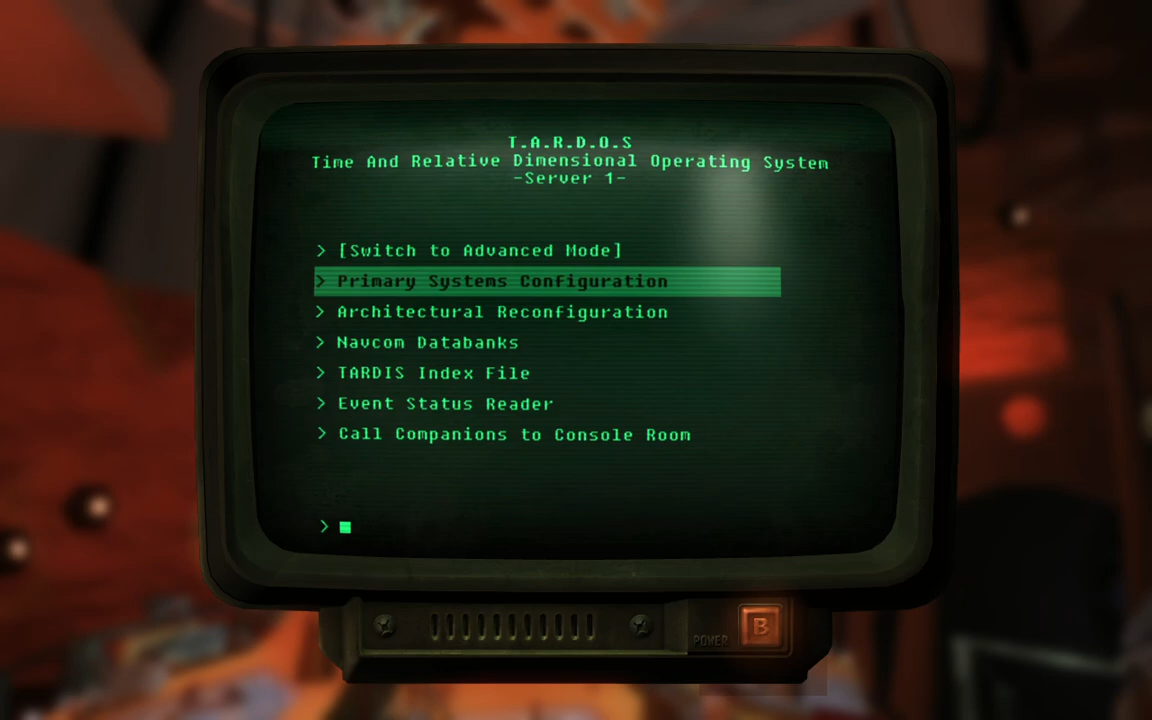 T.A.R.D.O.S
Time And Relative Dimensional Operating System
-Server 1-
> [Switch to Advanced Mode]
> Primary Systems Configuration
> Architectural Reconfiguration
> Navcom Databanks
> TARDIS Index File
> Event Status Reader
> Call Companions to Console Room
>
POWER
B